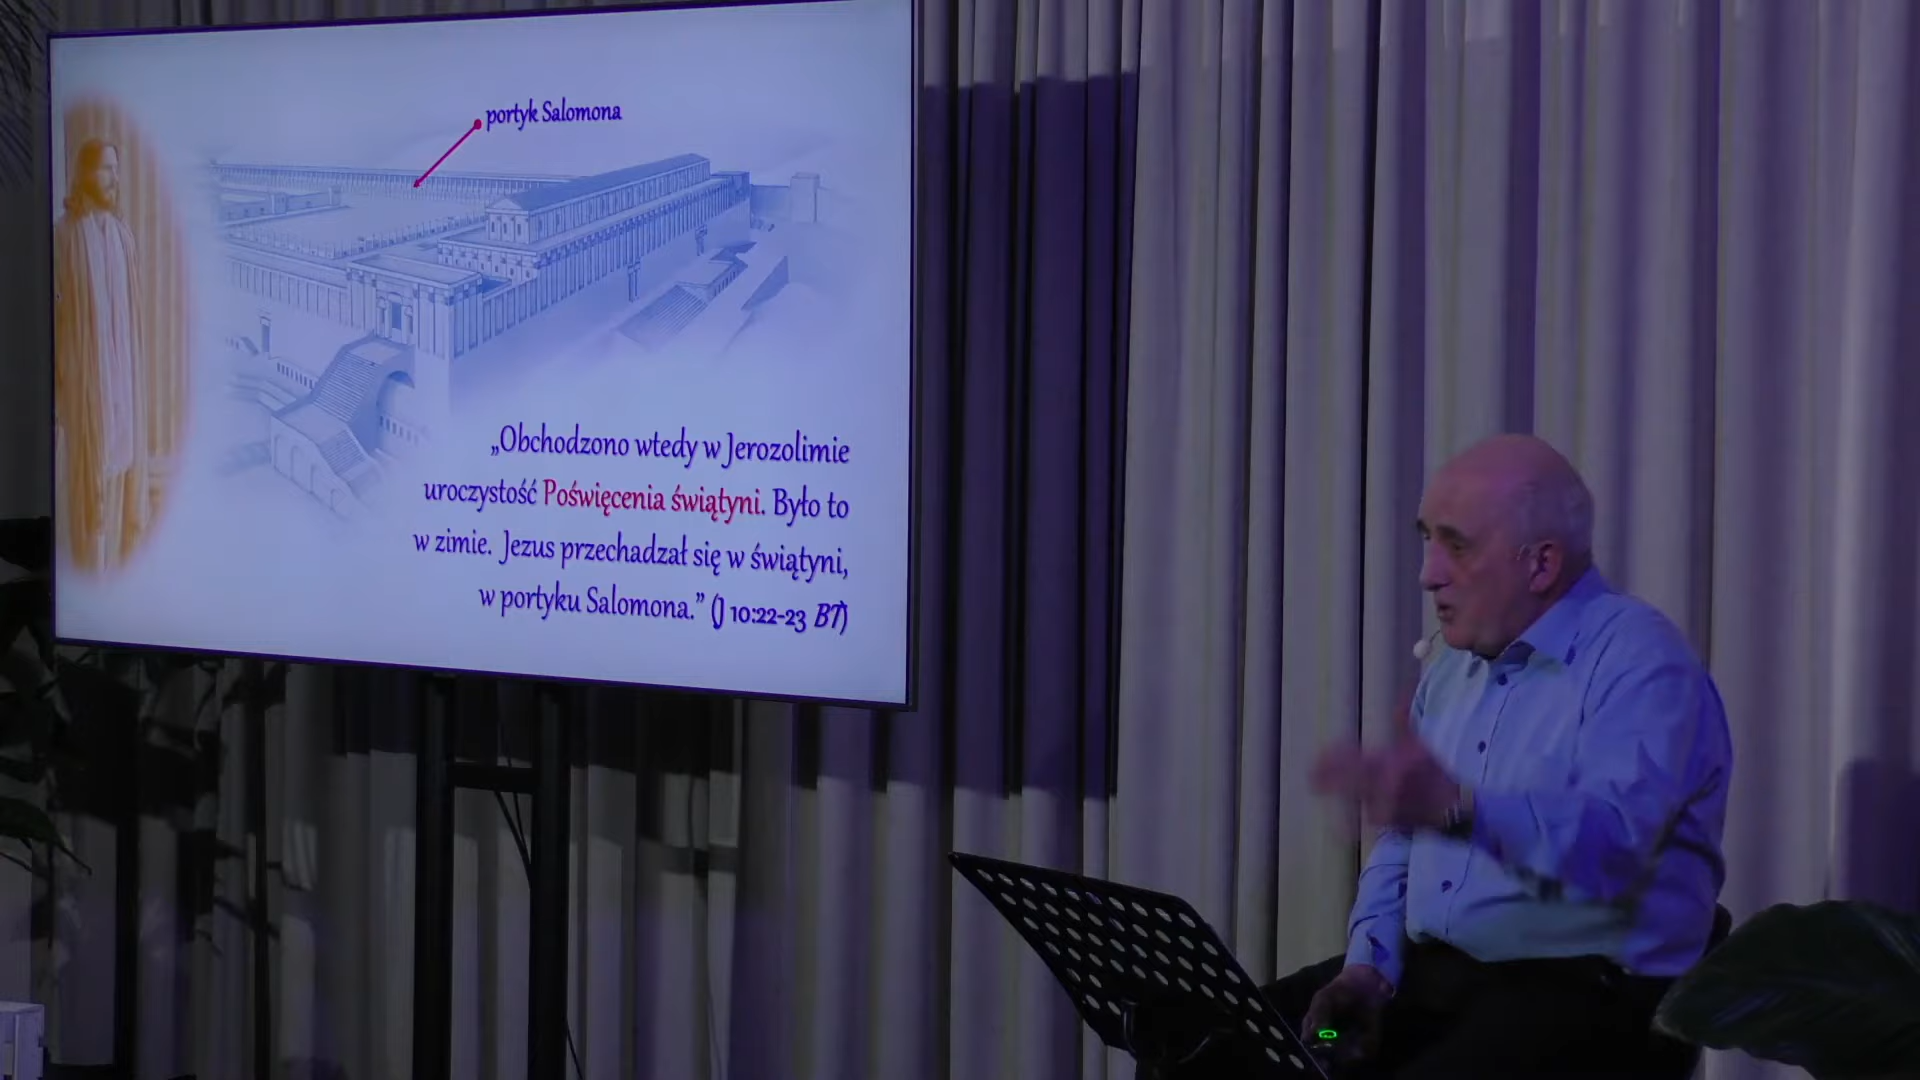 portyk Salomona
„Obchodzono wtedy w Jerozolimie
uroczystość Poświęcenia świątyni. Było to
w zimie. Jezus przechadzał się w świątyni,
w portyku Salomona.” (J 10:22-23 BT)